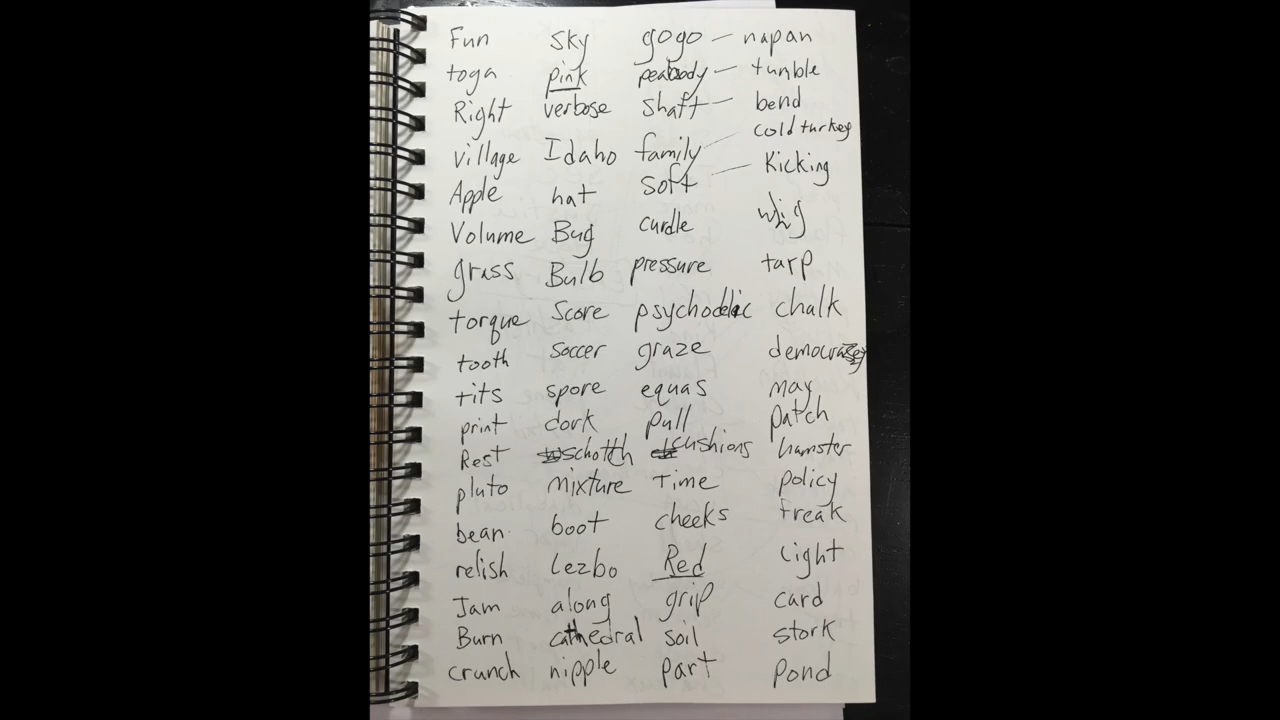 Fun sky gogo – napan
toga pink peabody – tumble
Right verbose shaft – bend
village Idaho family cold turkey
Apple hat soft – Kicking
Volume Bug curdle whig
grass Bulb pressure tarp
torque Score psychodelic chalk
tooth soccer graze
tits spore equas may
print dork pull patch
Rest cushions hamster
pluto mixture Time policy
bean boot cheeks Freak
relish Lezbo Red Light
Jam along grip card
Burn cathedral soil stork
crunch nipple part pond